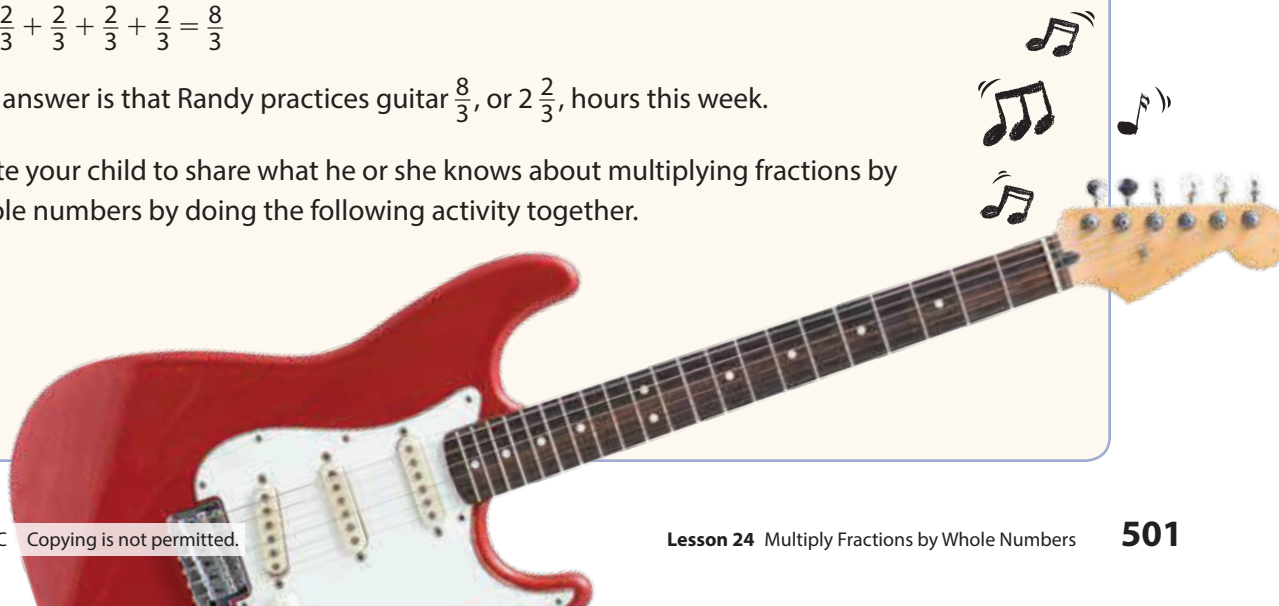 2/3 + 2/3 + 2/3 + 2/3 = 8/3
answer is that Randy practices guitar 8/3, or 2 2/3, hours this week.
te your child to share what he or she knows about multiplying fractions by
ole numbers by doing the following activity together.
C Copying is not permitted.
Lesson 24 Multiply Fractions by Whole Numbers 501